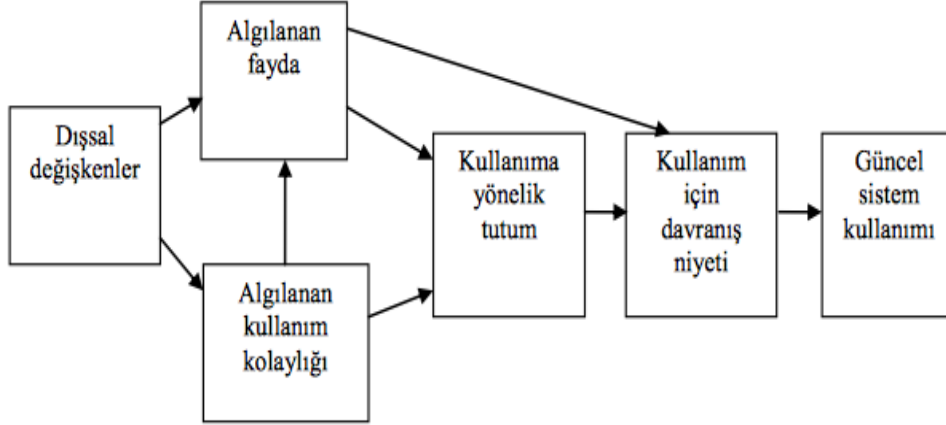 Algılanan
fayda
Dışsal
değişkenler
Algılanan
kullanım
kolaylığı
Kullanıma
yönelik
tutum
Kullanım
için
davranış
niyeti
Güncel
sistem
kullanımı